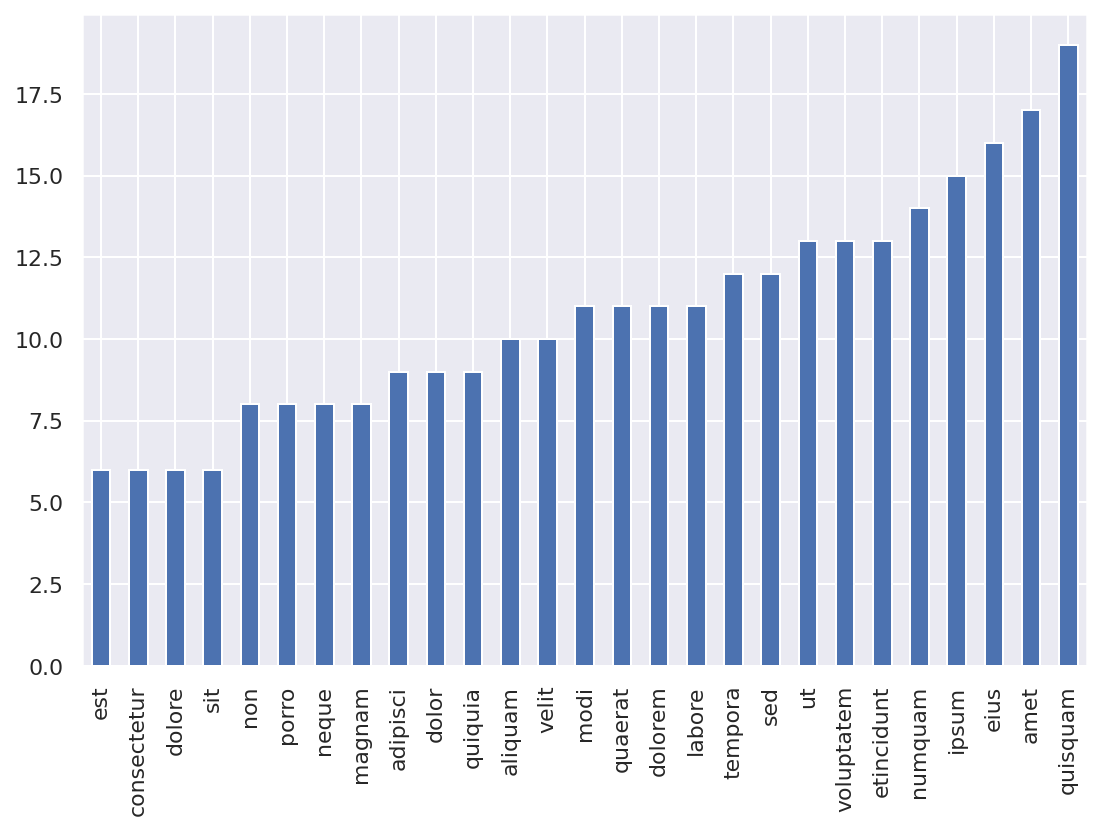 17.5
15.0
12.5
10.0
7.5
5.0
2.5
0.0
est
consectetur
dolore
sit
non
porro
neque
magnam
adipisci
dolor
quiquia
aliquam
velit
modi
quaerat
dolorem
labore
tempora
sed
ut
voluptatem
etincidunt
numquam
ipsum
eius
amet
quisquam